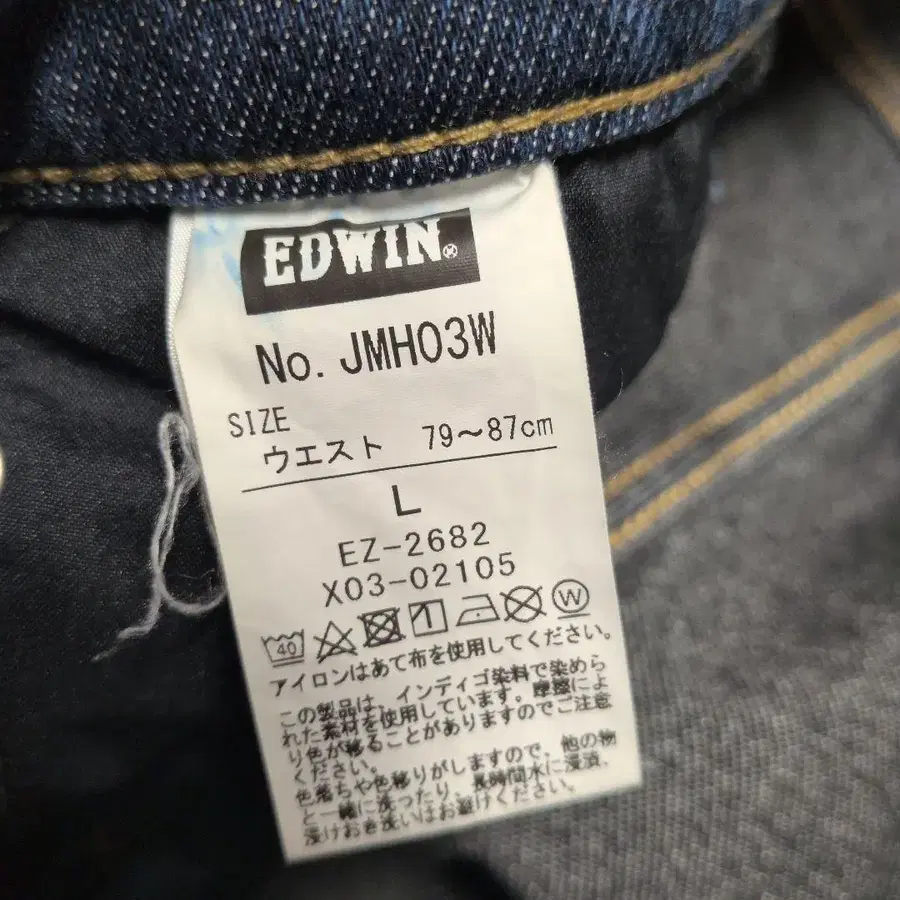 EDWIN®
No. JMH03W
SIZE
ウエスト 79〜87cm
L
EZ-2682
X03-02105
40 W
アイロンはあて布を使用してください。
この製品は、インディゴ染料で染めら
れた素材を使用しています。摩擦によ
り色が移ることがありますのでご注意
ください。
色落ちや色移りがしますので、他の物
と一緒に洗ったり、長時間水に浸漬、
浸けおき洗いはお避けください。